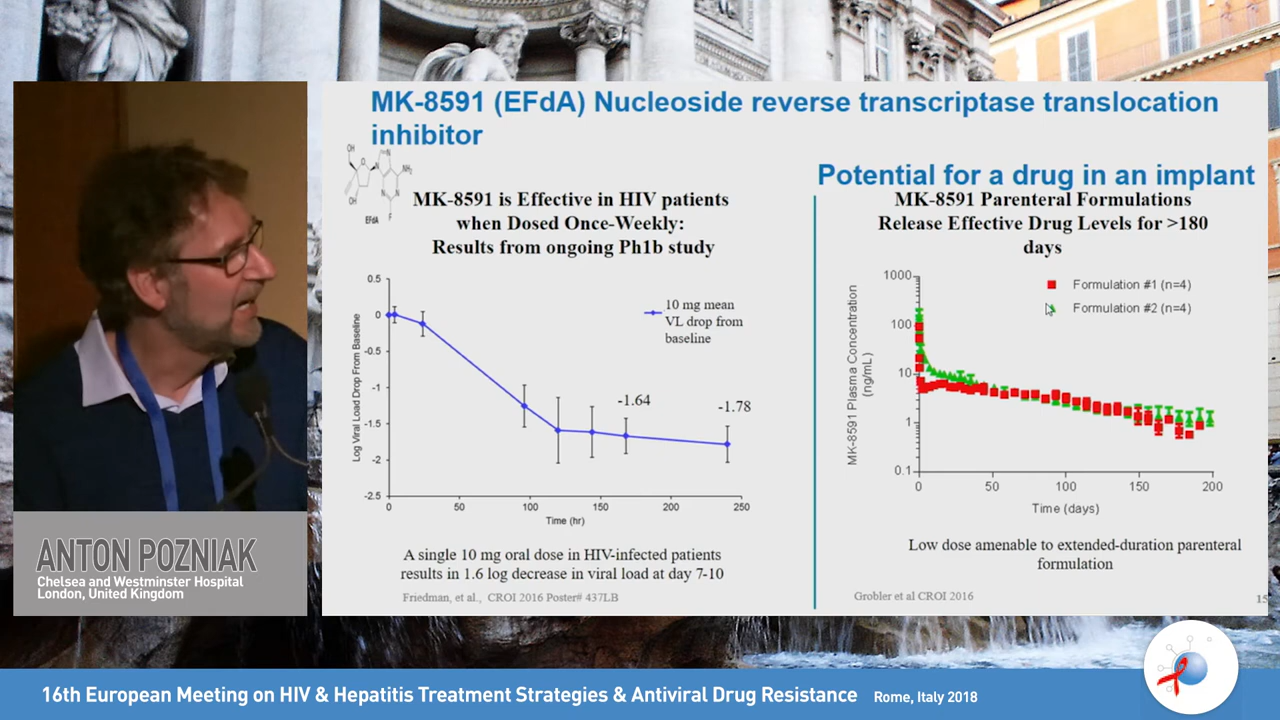 MK-8591 (EFdA) Nucleoside reverse transcriptase translocation
inhibitor
Potential for a drug in an implant
OH
NH₂
OH
F
EFdA
MK-8591 is Effective in HIV patients
when Dosed Once-Weekly:
Results from ongoing Ph1b study
0.5
0
-0.5
-1
-1.5
-2
-2.5
Log Viral Load Drop From Baseline
10 mg mean
VL drop from
baseline
-1.64
-1.78
0
50
100
150
200
250
Time (hr)
A single 10 mg oral dose in HIV-infected patients
results in 1.6 log decrease in viral load at day 7-10
Friedman, et al., CROI 2016 Poster# 437LB
MK-8591 Parenteral Formulations
Release Effective Drug Levels for >180
days
1000
100
10
1
0.1
MK-8591 Plasma Concentration
(ng/mL)
Formulation #1 (n=4)
Formulation #2 (n=4)
0
50
100
150
200
Time (days)
Low dose amenable to extended-duration parenteral
formulation
Grobler et al CROI 2016
15
ANTON POZNIAK
Chelsea and Westminster Hospital
London, United Kingdom
16th European Meeting on HIV & Hepatitis Treatment Strategies & Antiviral Drug Resistance Rome, Italy 2018